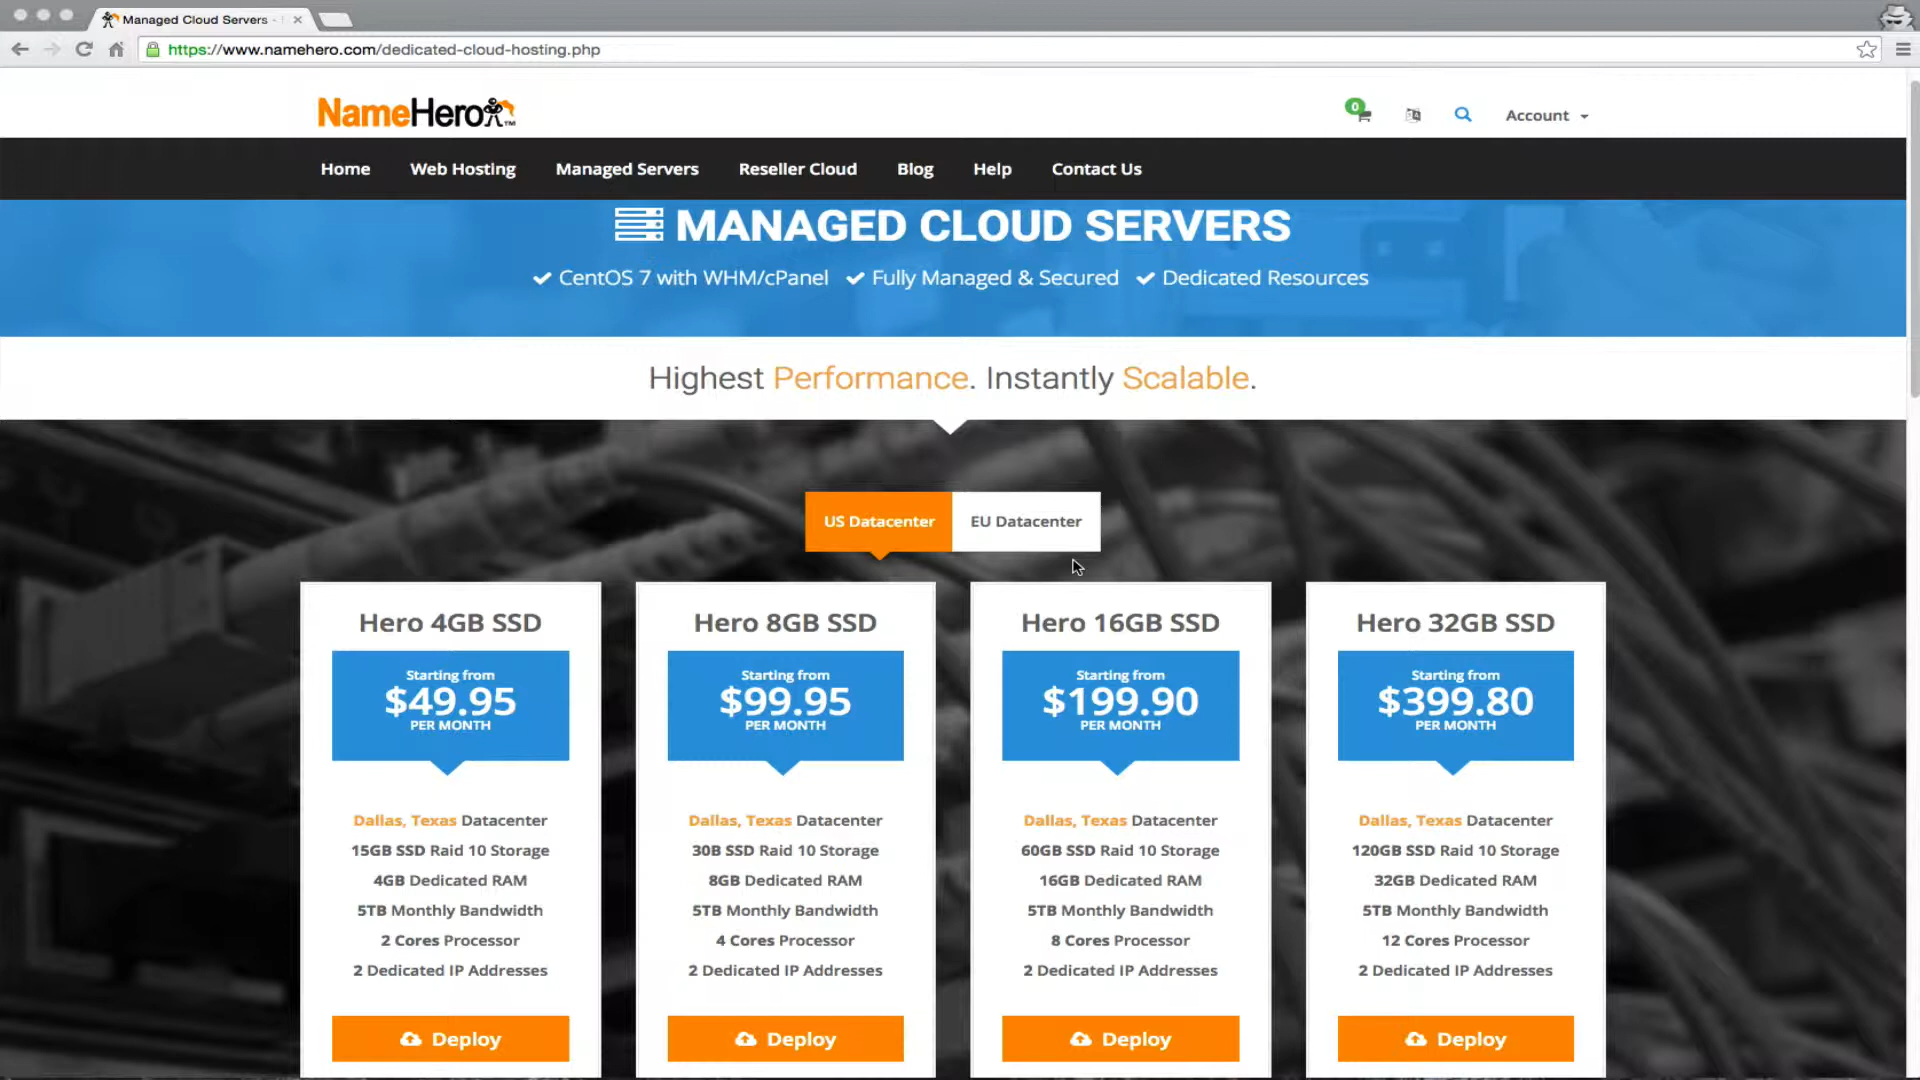 Managed Cloud Servers -
https://www.namehero.com/dedicated-cloud-hosting.php
NameHero™
0
Account
Home Web Hosting Managed Servers Reseller Cloud Blog Help Contact Us
MANAGED CLOUD SERVERS
CentOS 7 with WHM/cPanel Fully Managed & Secured Dedicated Resources
Highest Performance. Instantly Scalable.
US Datacenter EU Datacenter
Hero 4GB SSD
Starting from
$49.95
PER MONTH
Dallas, Texas Datacenter
15GB SSD Raid 10 Storage
4GB Dedicated RAM
5TB Monthly Bandwidth
2 Cores Processor
2 Dedicated IP Addresses
Deploy
Hero 8GB SSD
Starting from
$99.95
PER MONTH
Dallas, Texas Datacenter
30B SSD Raid 10 Storage
8GB Dedicated RAM
5TB Monthly Bandwidth
4 Cores Processor
2 Dedicated IP Addresses
Deploy
Hero 16GB SSD
Starting from
$199.90
PER MONTH
Dallas, Texas Datacenter
60GB SSD Raid 10 Storage
16GB Dedicated RAM
5TB Monthly Bandwidth
8 Cores Processor
2 Dedicated IP Addresses
Deploy
Hero 32GB SSD
Starting from
$399.80
PER MONTH
Dallas, Texas Datacenter
120GB SSD Raid 10 Storage
32GB Dedicated RAM
5TB Monthly Bandwidth
12 Cores Processor
2 Dedicated IP Addresses
Deploy